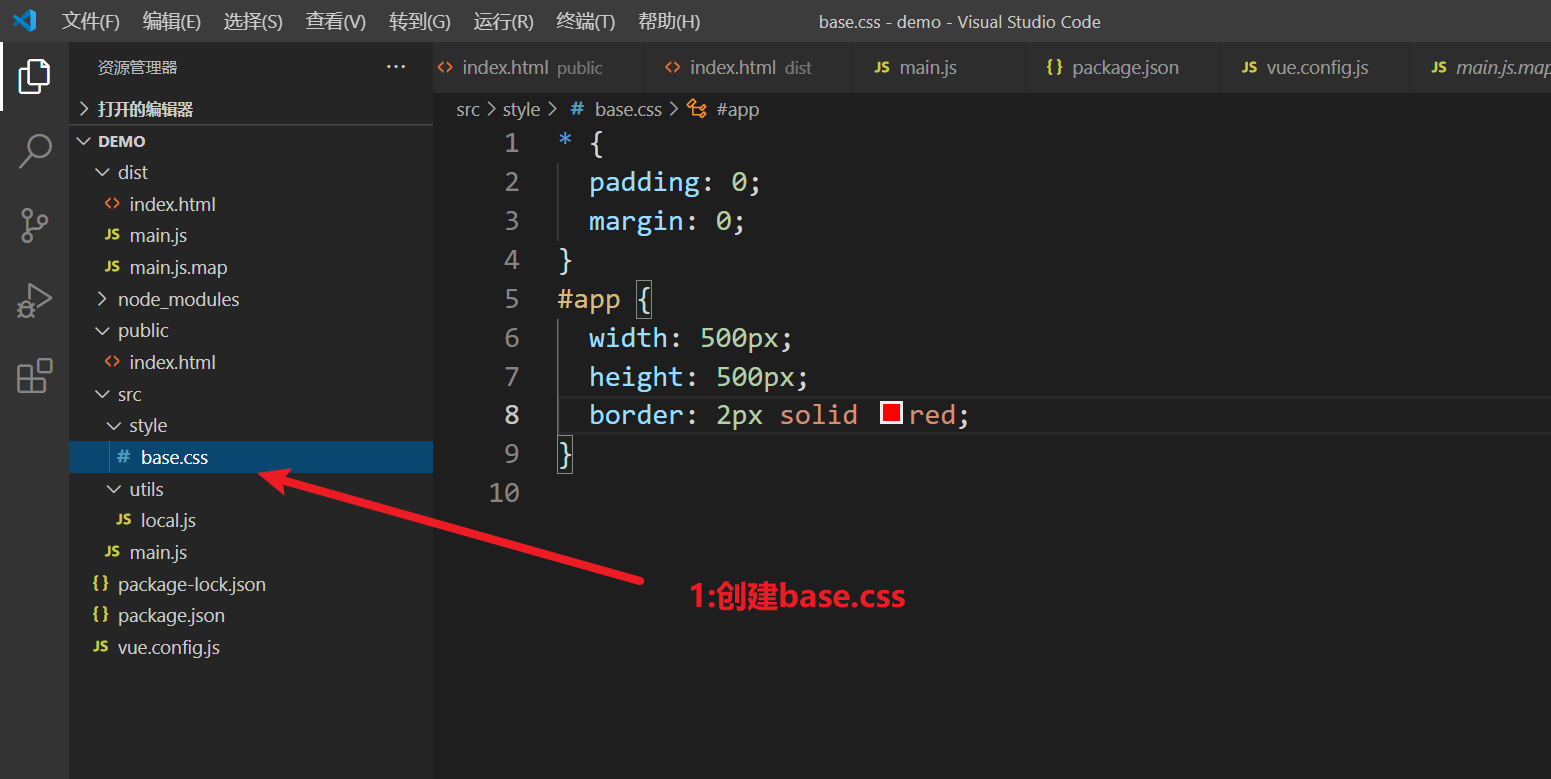 文件(F) 编辑(E) 选择(S) 查看(V) 转到(G) 运行(R) 终端(T) 帮助(H) base.css - demo - Visual Studio Code
资源管理器 ···
打开的编辑器
DEMO
dist
<> index.html
JS main.js
JS main.js.map
node_modules
public
<> index.html
src
style
# base.css
utils
JS local.js
JS main.js
{} package-lock.json
{} package.json
JS vue.config.js
<> index.html public <> index.html dist JS main.js {} package.json JS vue.config.js JS main.js.map
src > style > # base.css > #app
1 * {
2 padding: 0;
3 margin: 0;
4 }
5 #app {
6 width: 500px;
7 height: 500px;
8 border: 2px solid red;
9 }
10
1:创建base.css